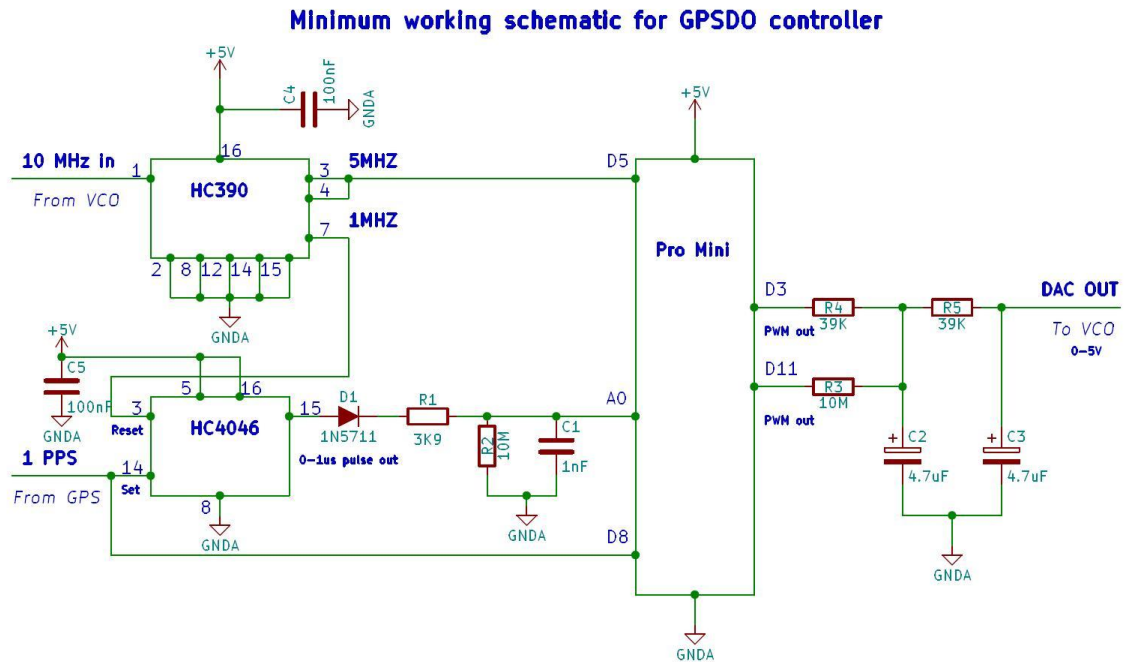 Minimum working schematic for GPSDO controller
+5V
C4
100nF
GNDA
+5V
10 MHz in
From VCO
1
16
HC390
3
4
7
5MHZ
1MHZ
D5
2
8
12
14
15
GNDA
Pro Mini
D3
R4
39K
PWM out
R5
39K
DAC OUT
To VCO
0-5V
D11
R3
10M
PWM out
+
C2
4.7uF
+
C3
4.7uF
GNDA
+5V
C5
100nF
GNDA
5
16
3
Reset
HC4046
15
D1
1N5711
0-1us pulse out
R1
3K9
R2
10M
C1
1nF
GNDA
A0
1 PPS
From GPS
14
Set
8
GNDA
D8
GNDA